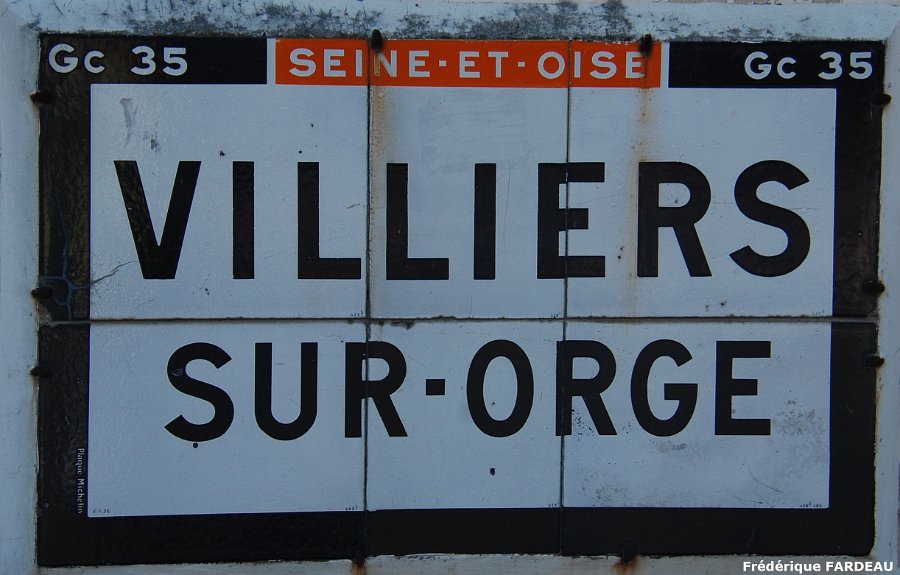 Gc 35 SEINE-ET-OISE Gc 35
VILLIERS
SUR-ORGE
Plaque Michelin
Frédérique FARDEAU